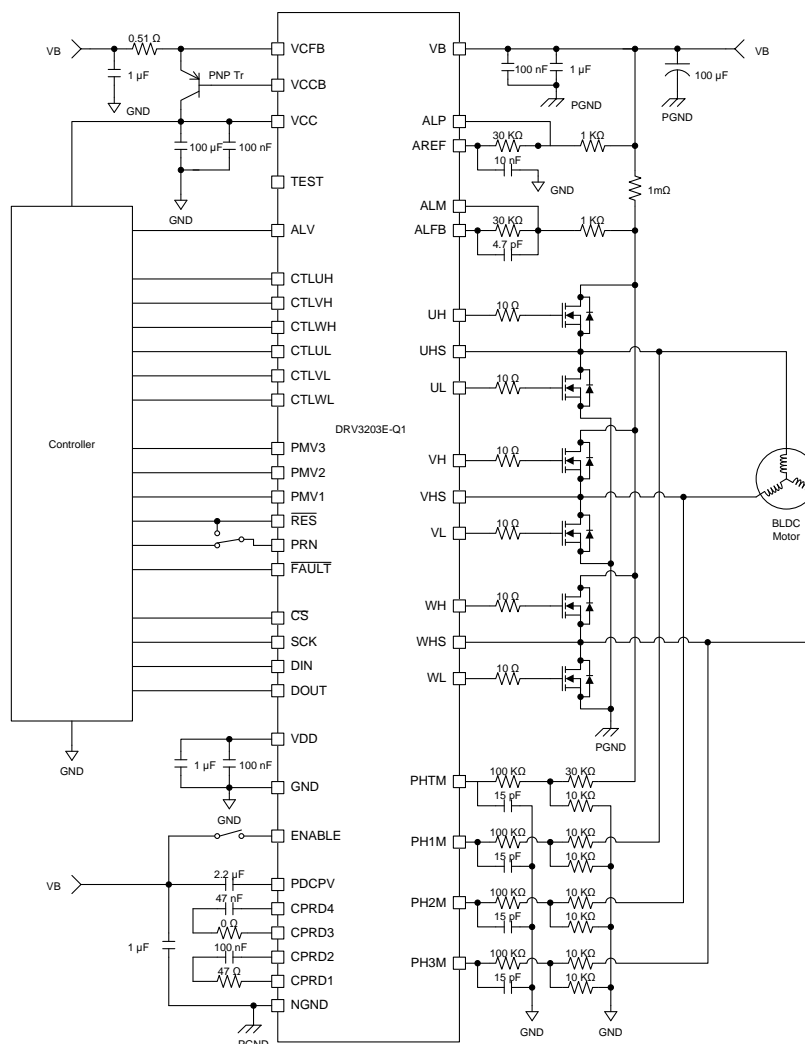 VB
0.51 Ω
1 µF
GND
PNP Tr
VCFB
VCCB
VCC
100 µF
100 nF
GND
TEST
ALV
CTLUH
CTLVH
CTLWH
CTLUL
CTLVL
CTLWL
Controller
PMV3
PMV2
PMV1
RES
PRN
FAULT
CS
SCK
DIN
DOUT
GND
VDD
1 µF
100 nF
GND
GND
ENABLE
VB
2.2 µF
PDCPV
47 nF
CPRD4
0 Ω
CPRD3
100 nF
CPRD2
47 Ω
CPRD1
1 µF
NGND
PGND
DRV3203E-Q1
VB
100 nF
1 µF
PGND
100 µF
PGND
VB
ALP
AREF
30 KΩ
10 nF
GND
1 KΩ
1mΩ
ALM
ALFB
30 KΩ
4.7 pF
1 KΩ
UH
10 Ω
UHS
UL
10 Ω
VH
10 Ω
VHS
VL
10 Ω
BLDC
Motor
WH
10 Ω
WHS
WL
10 Ω
PGND
PHTM
100 KΩ
15 pF
30 KΩ
10 KΩ
PH1M
100 KΩ
15 pF
10 KΩ
10 KΩ
PH2M
100 KΩ
15 pF
10 KΩ
10 KΩ
PH3M
100 KΩ
15 pF
10 KΩ
10 KΩ
GND
GND